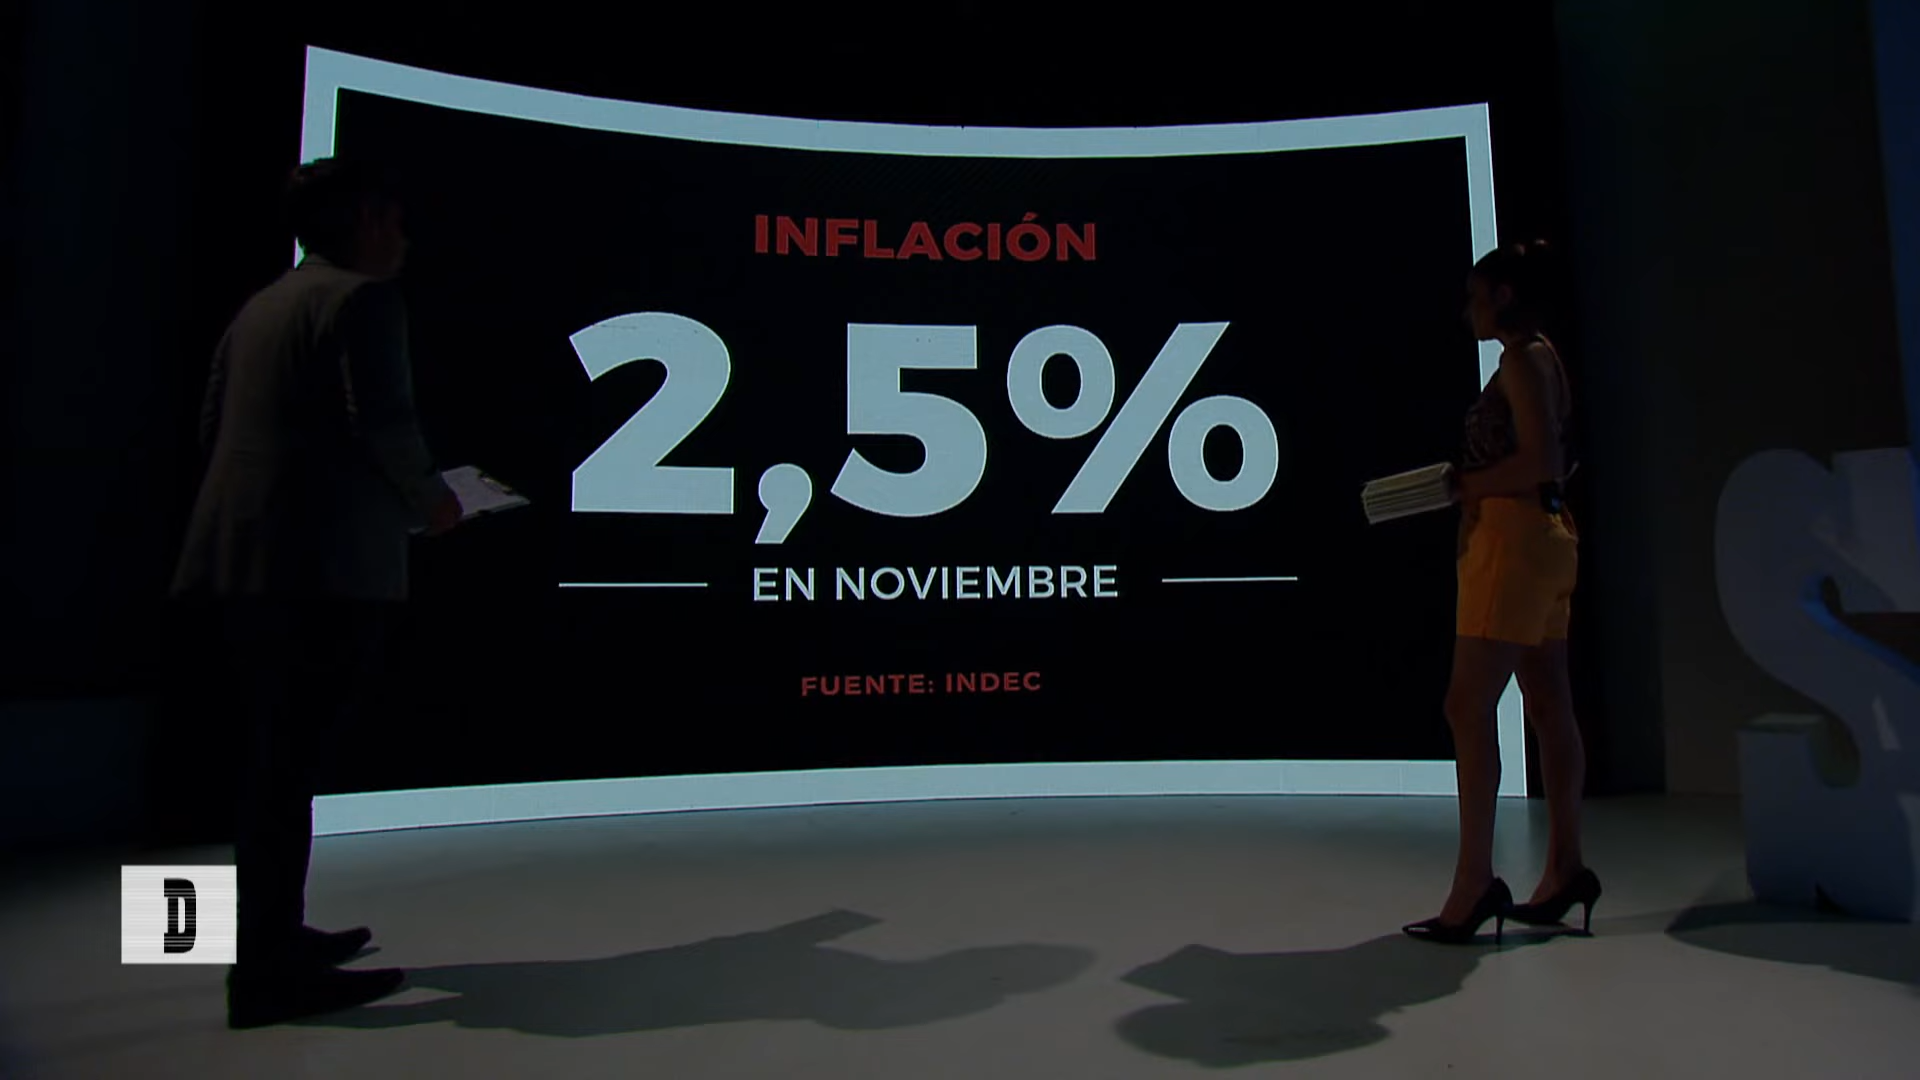 INFLACIÓN
2,5%
EN NOVIEMBRE
FUENTE: INDEC
D
S